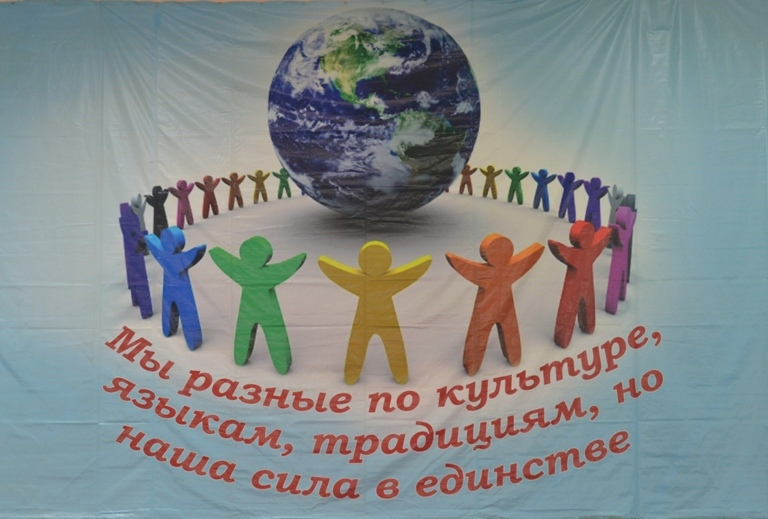 Мы разные по культуре,
языкам, традициям, но
наша сила в единстве